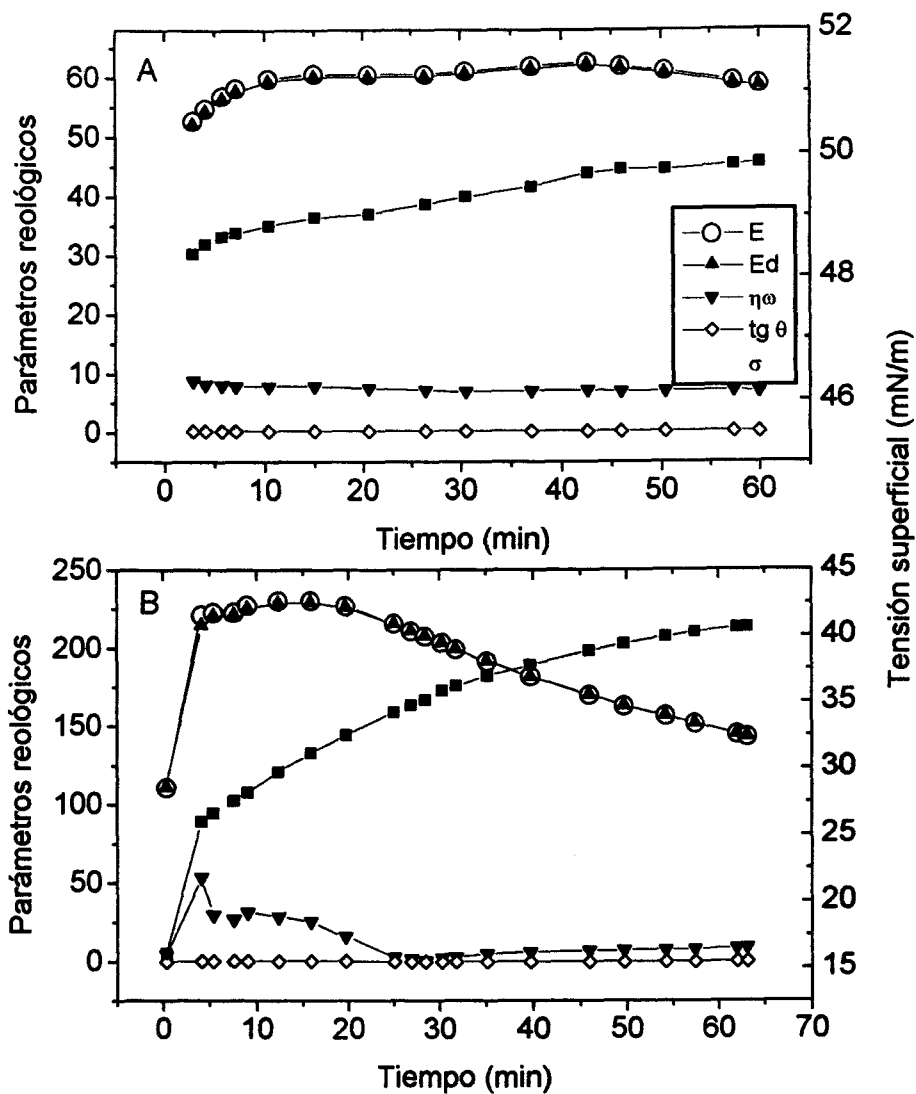 A
60
50
40
30
20
10
0
0 10 20 30 40 50 60
Tiempo (min)
Parámetros reológicos
52
50
48
46
E
Ed
ηω
tg θ
σ
Tensión superficial (mN/m)
B
250
200
150
100
50
0
0 10 20 30 40 50 60 70
Tiempo (min)
Parámetros reológicos
45
40
35
30
25
20
15